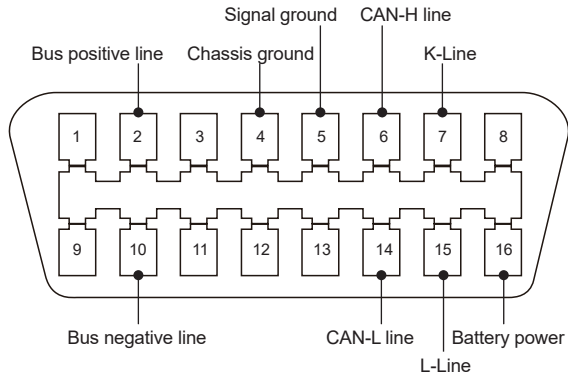 Signal ground CAN-H line
Bus positive line Chassis ground K-Line
1 2 3 4 5 6 7 8
9 10 11 12 13 14 15 16
Bus negative line CAN-L line Battery power
L-Line